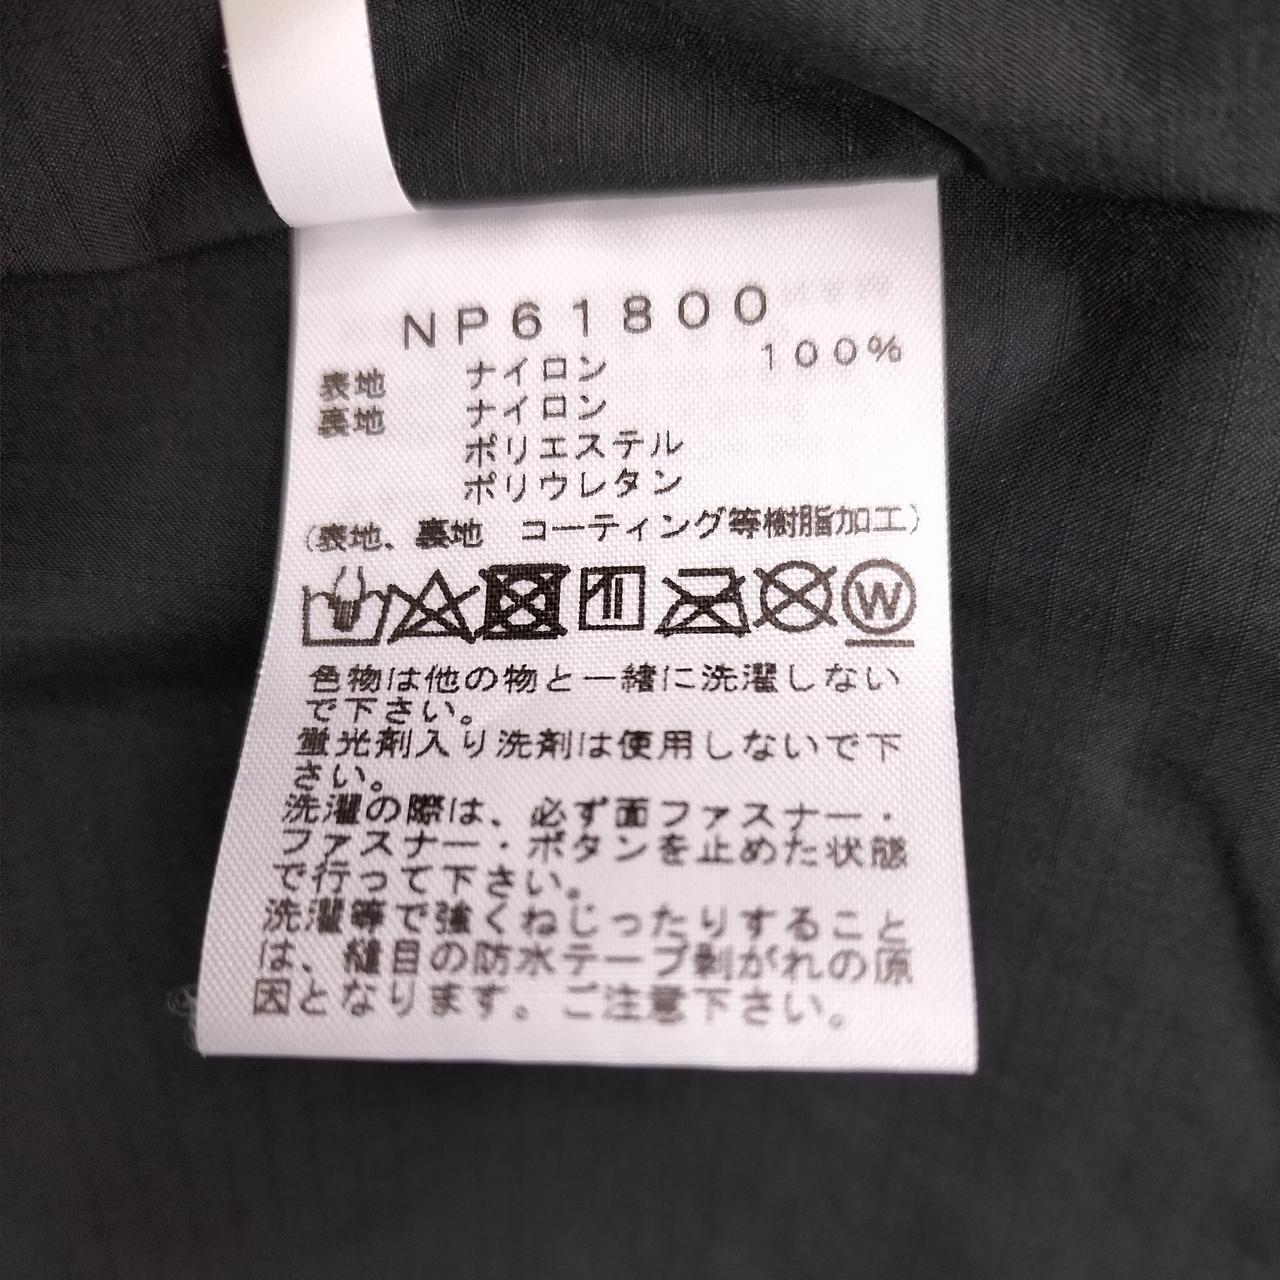 NP61800
表地 ナイロン 100%
裏地 ナイロン
ポリエステル
ポリウレタン
(表地、裏地 コーティング等樹脂加工)
W
色物は他の物と一緒に洗濯しない
で下さい。
蛍光剤入り洗剤は使用しないで下
さい。
洗濯の際は、必ず面ファスナー・
ファスナー・ボタンを止めた状態
で行って下さい。
洗濯等で強くねじったりすること
は、縫目の防水テープ剥がれの原
因となります。ご注意下さい。